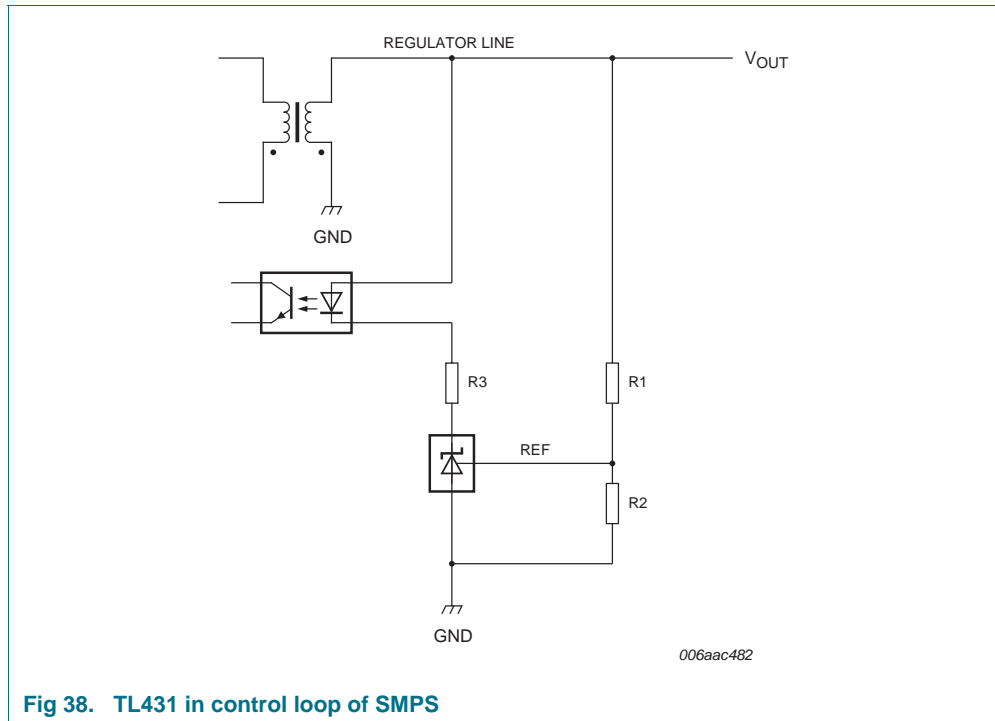 REGULATOR LINE
VOUT
GND
R3
R1
REF
R2
GND
006aac482
Fig 38. TL431 in control loop of SMPS